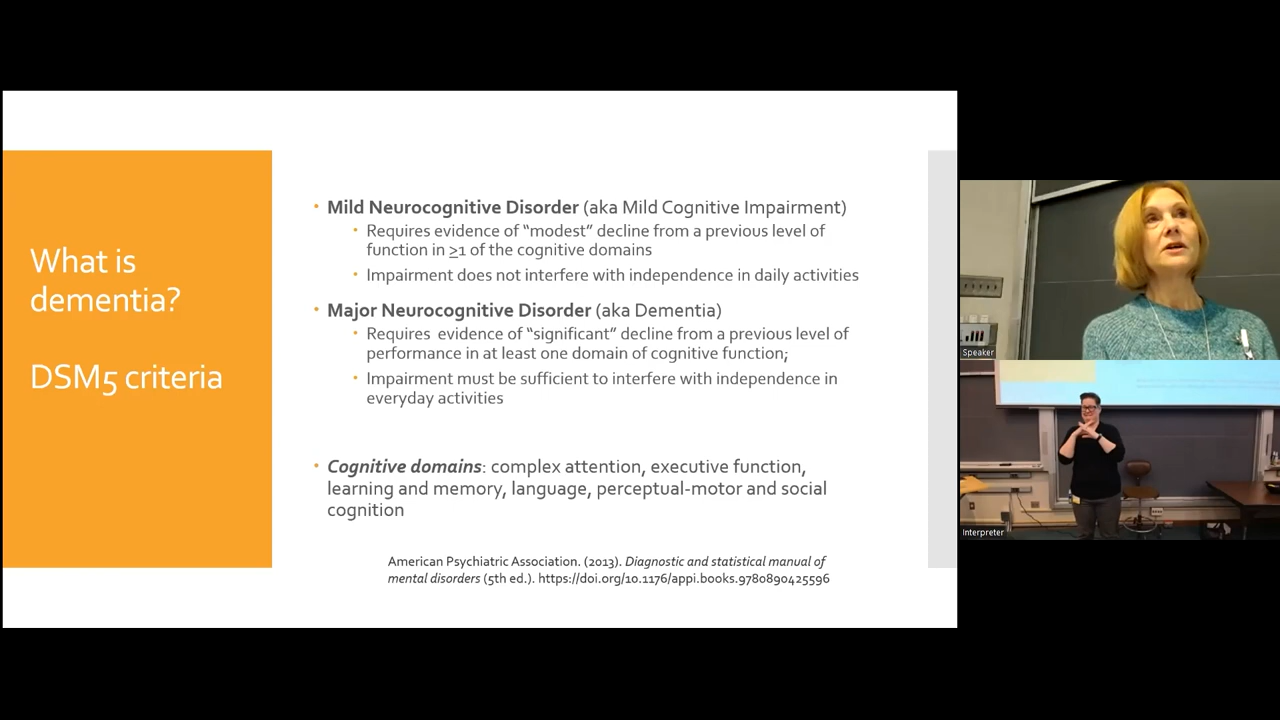 What is
dementia?
DSM5 criteria
• Mild Neurocognitive Disorder (aka Mild Cognitive Impairment)
• Requires evidence of “modest” decline from a previous level of
function in ≥1 of the cognitive domains
• Impairment does not interfere with independence in daily activities
• Major Neurocognitive Disorder (aka Dementia)
• Requires evidence of “significant” decline from a previous level of
performance in at least one domain of cognitive function;
• Impairment must be sufficient to interfere with independence in
everyday activities
• Cognitive domains: complex attention, executive function,
learning and memory, language, perceptual-motor and social
cognition
American Psychiatric Association. (2013). Diagnostic and statistical manual of
mental disorders (5th ed.). https://doi.org/10.1176/appi.books.9780890425596
Speaker
Interpreter